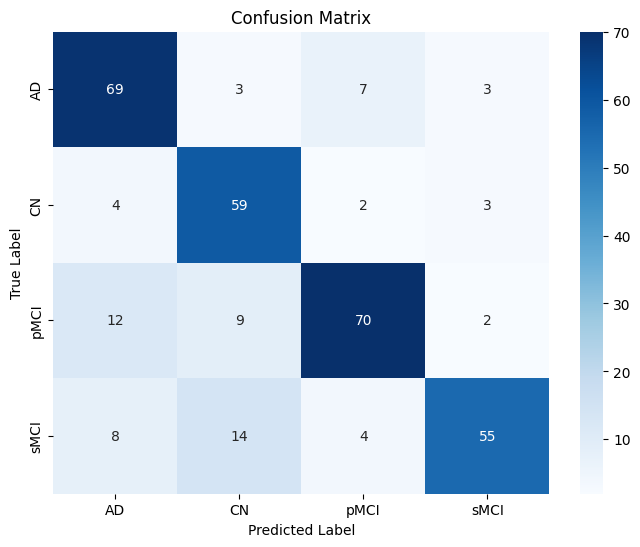 Confusion Matrix
True Label
AD 69 3 7 3
CN 4 59 2 3
pMCI 12 9 70 2
sMCI 8 14 4 55
AD CN pMCI sMCI
Predicted Label
70
60
50
40
30
20
10